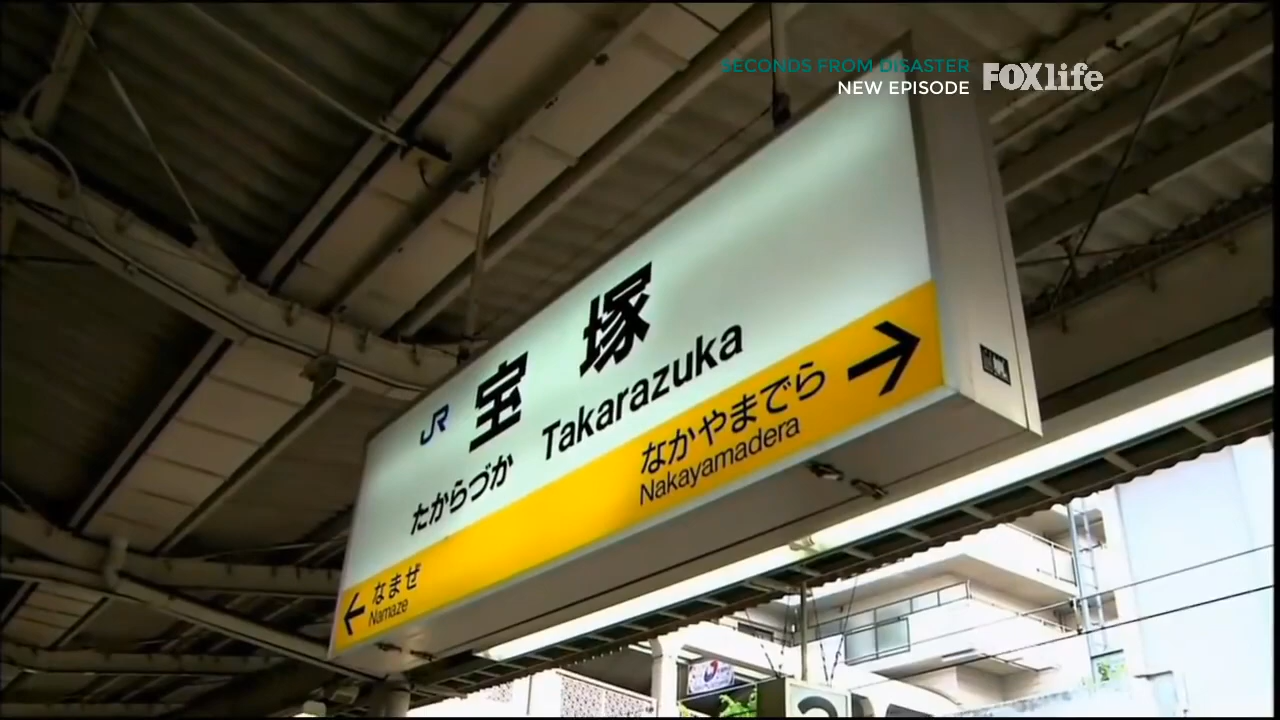 SECONDS FROM DISASTER
NEW EPISODE
FOXlife
JR 宝塚
たからづか Takarazuka
なかやまでら
Nakayamadera
なまぜ
Namaze